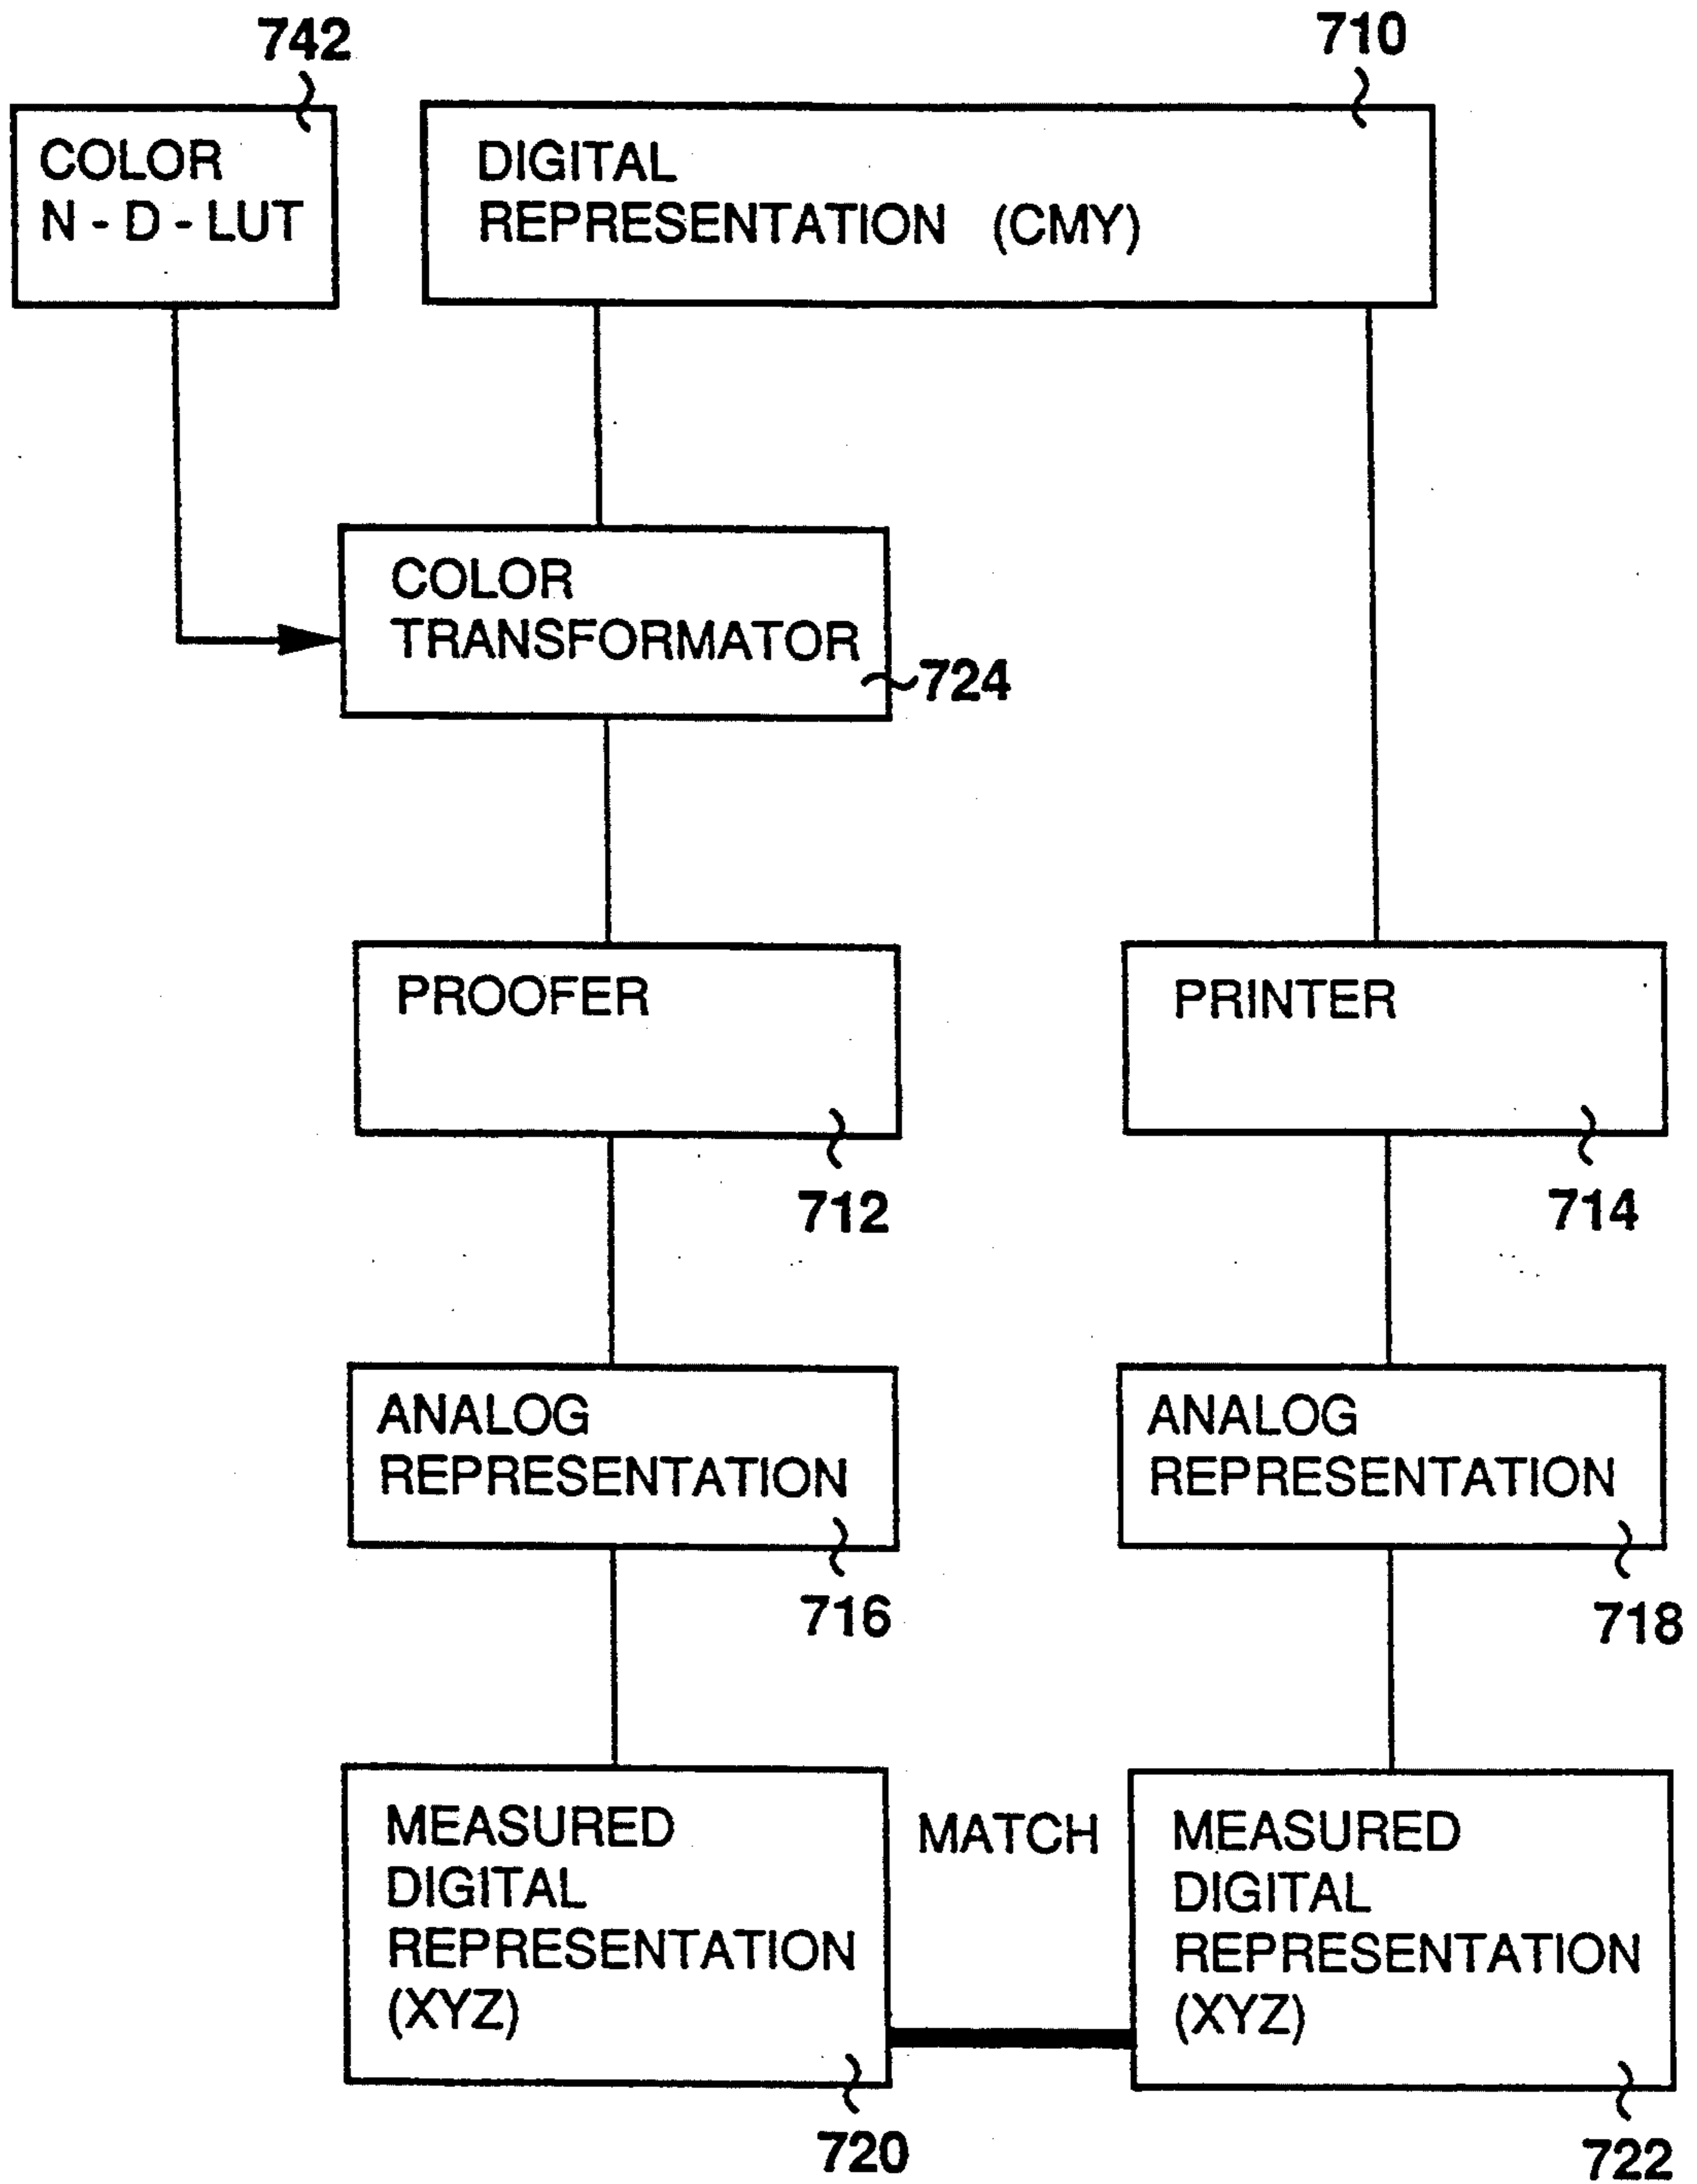 742
710
COLOR
N - D - LUT
DIGITAL
REPRESENTATION (CMY)
COLOR
TRANSFORMATOR
724
PROOFER
PRINTER
712
714
ANALOG
REPRESENTATION
ANALOG
REPRESENTATION
716
718
MEASURED
DIGITAL
REPRESENTATION
(XYZ)
MATCH
MEASURED
DIGITAL
REPRESENTATION
(XYZ)
720
722